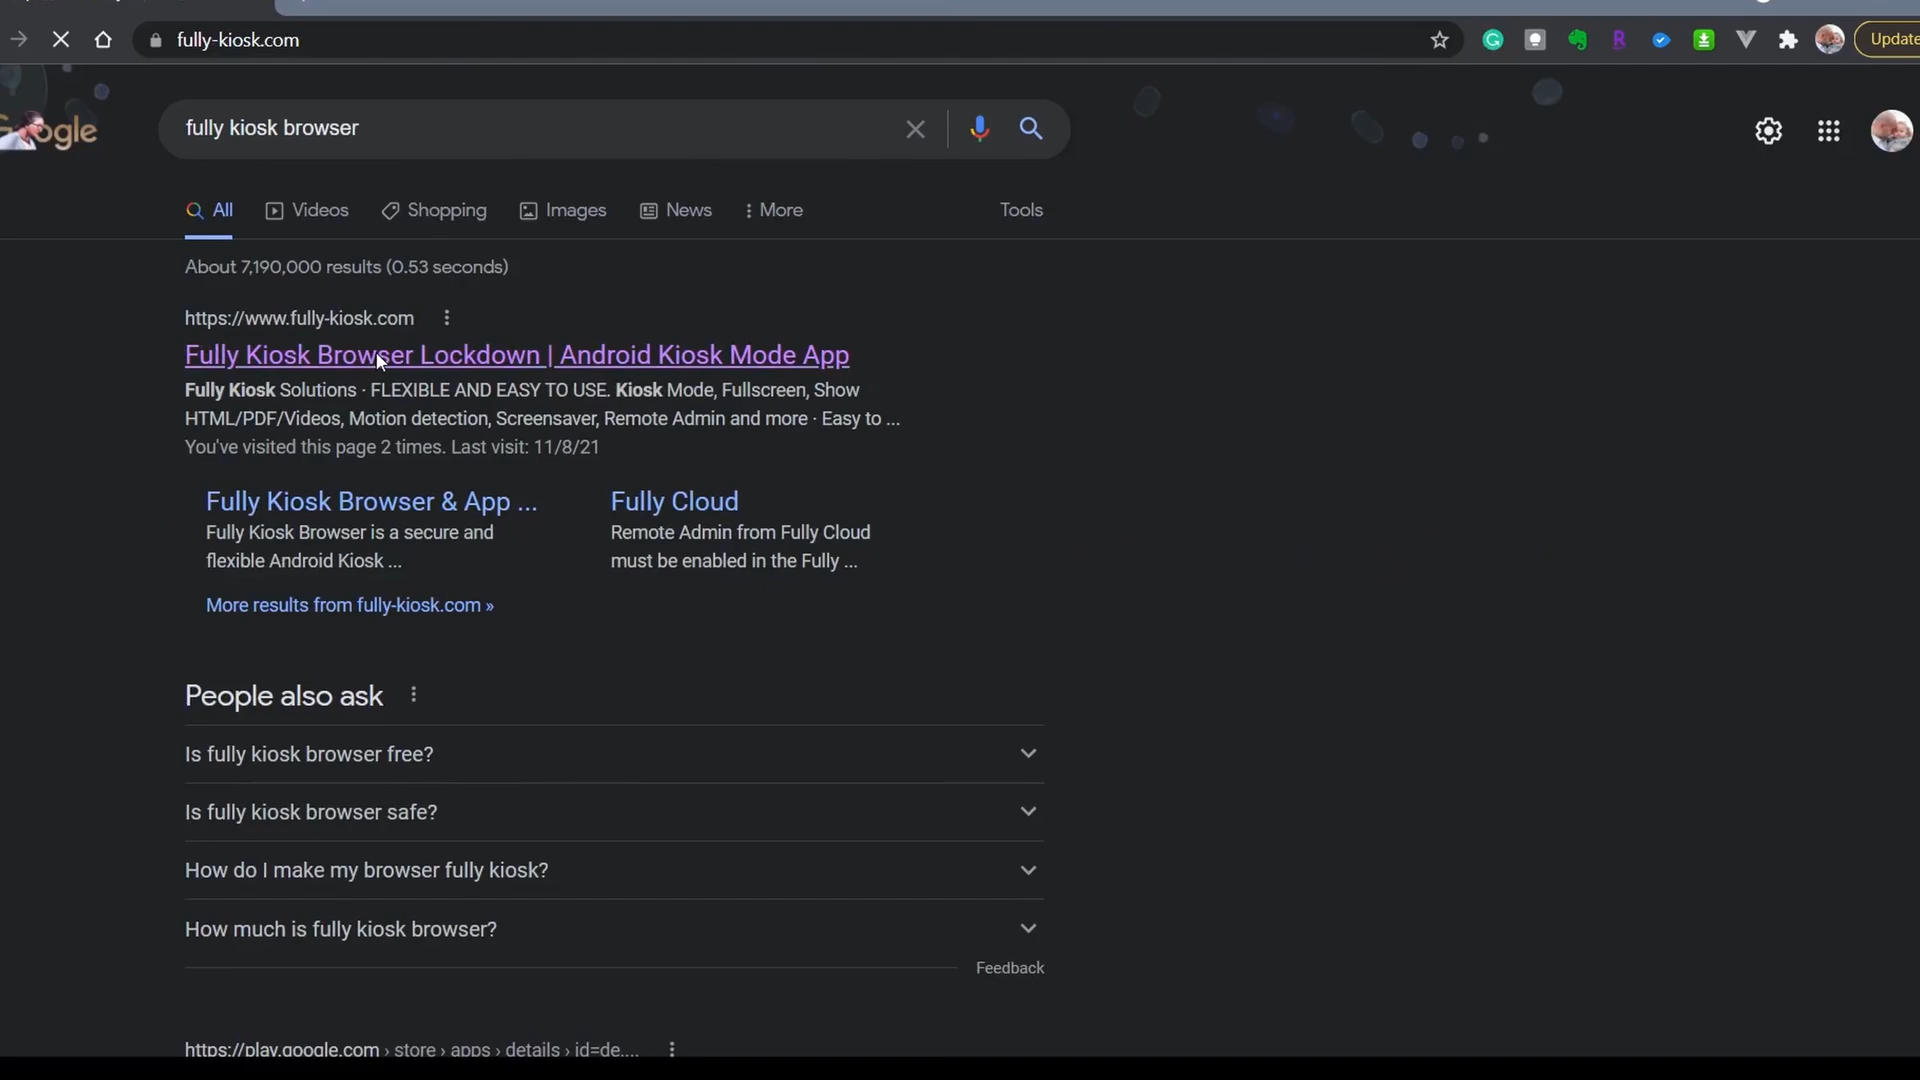 fully-kiosk.com
Update
Google
fully kiosk browser
All
Videos
Shopping
Images
News
More
Tools
About 7,190,000 results (0.53 seconds)
https://www.fully-kiosk.com
Fully Kiosk Browser Lockdown | Android Kiosk Mode App
Fully Kiosk Solutions · FLEXIBLE AND EASY TO USE. Kiosk Mode, Fullscreen, Show
HTML/PDF/Videos, Motion detection, Screensaver, Remote Admin and more · Easy to ...
You've visited this page 2 times. Last visit: 11/8/21
Fully Kiosk Browser & App ...
Fully Kiosk Browser is a secure and
flexible Android Kiosk ...
Fully Cloud
Remote Admin from Fully Cloud
must be enabled in the Fully ...
More results from fully-kiosk.com »
People also ask
Is fully kiosk browser free?
Is fully kiosk browser safe?
How do I make my browser fully kiosk?
How much is fully kiosk browser?
Feedback
https://play.google.com › store › apps › details › id=de....